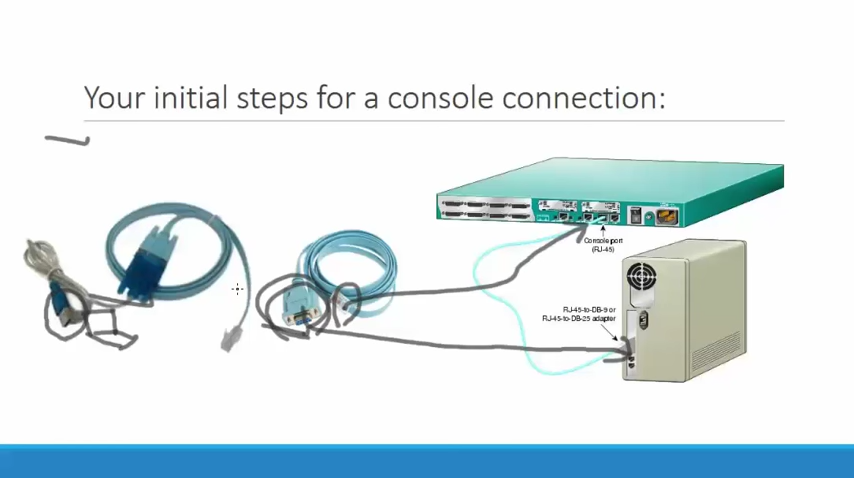 Your initial steps for a console connection:
Console port
(RJ-45)
RJ-45-to-DB-9 or
RJ-45-to-DB-25 adapter